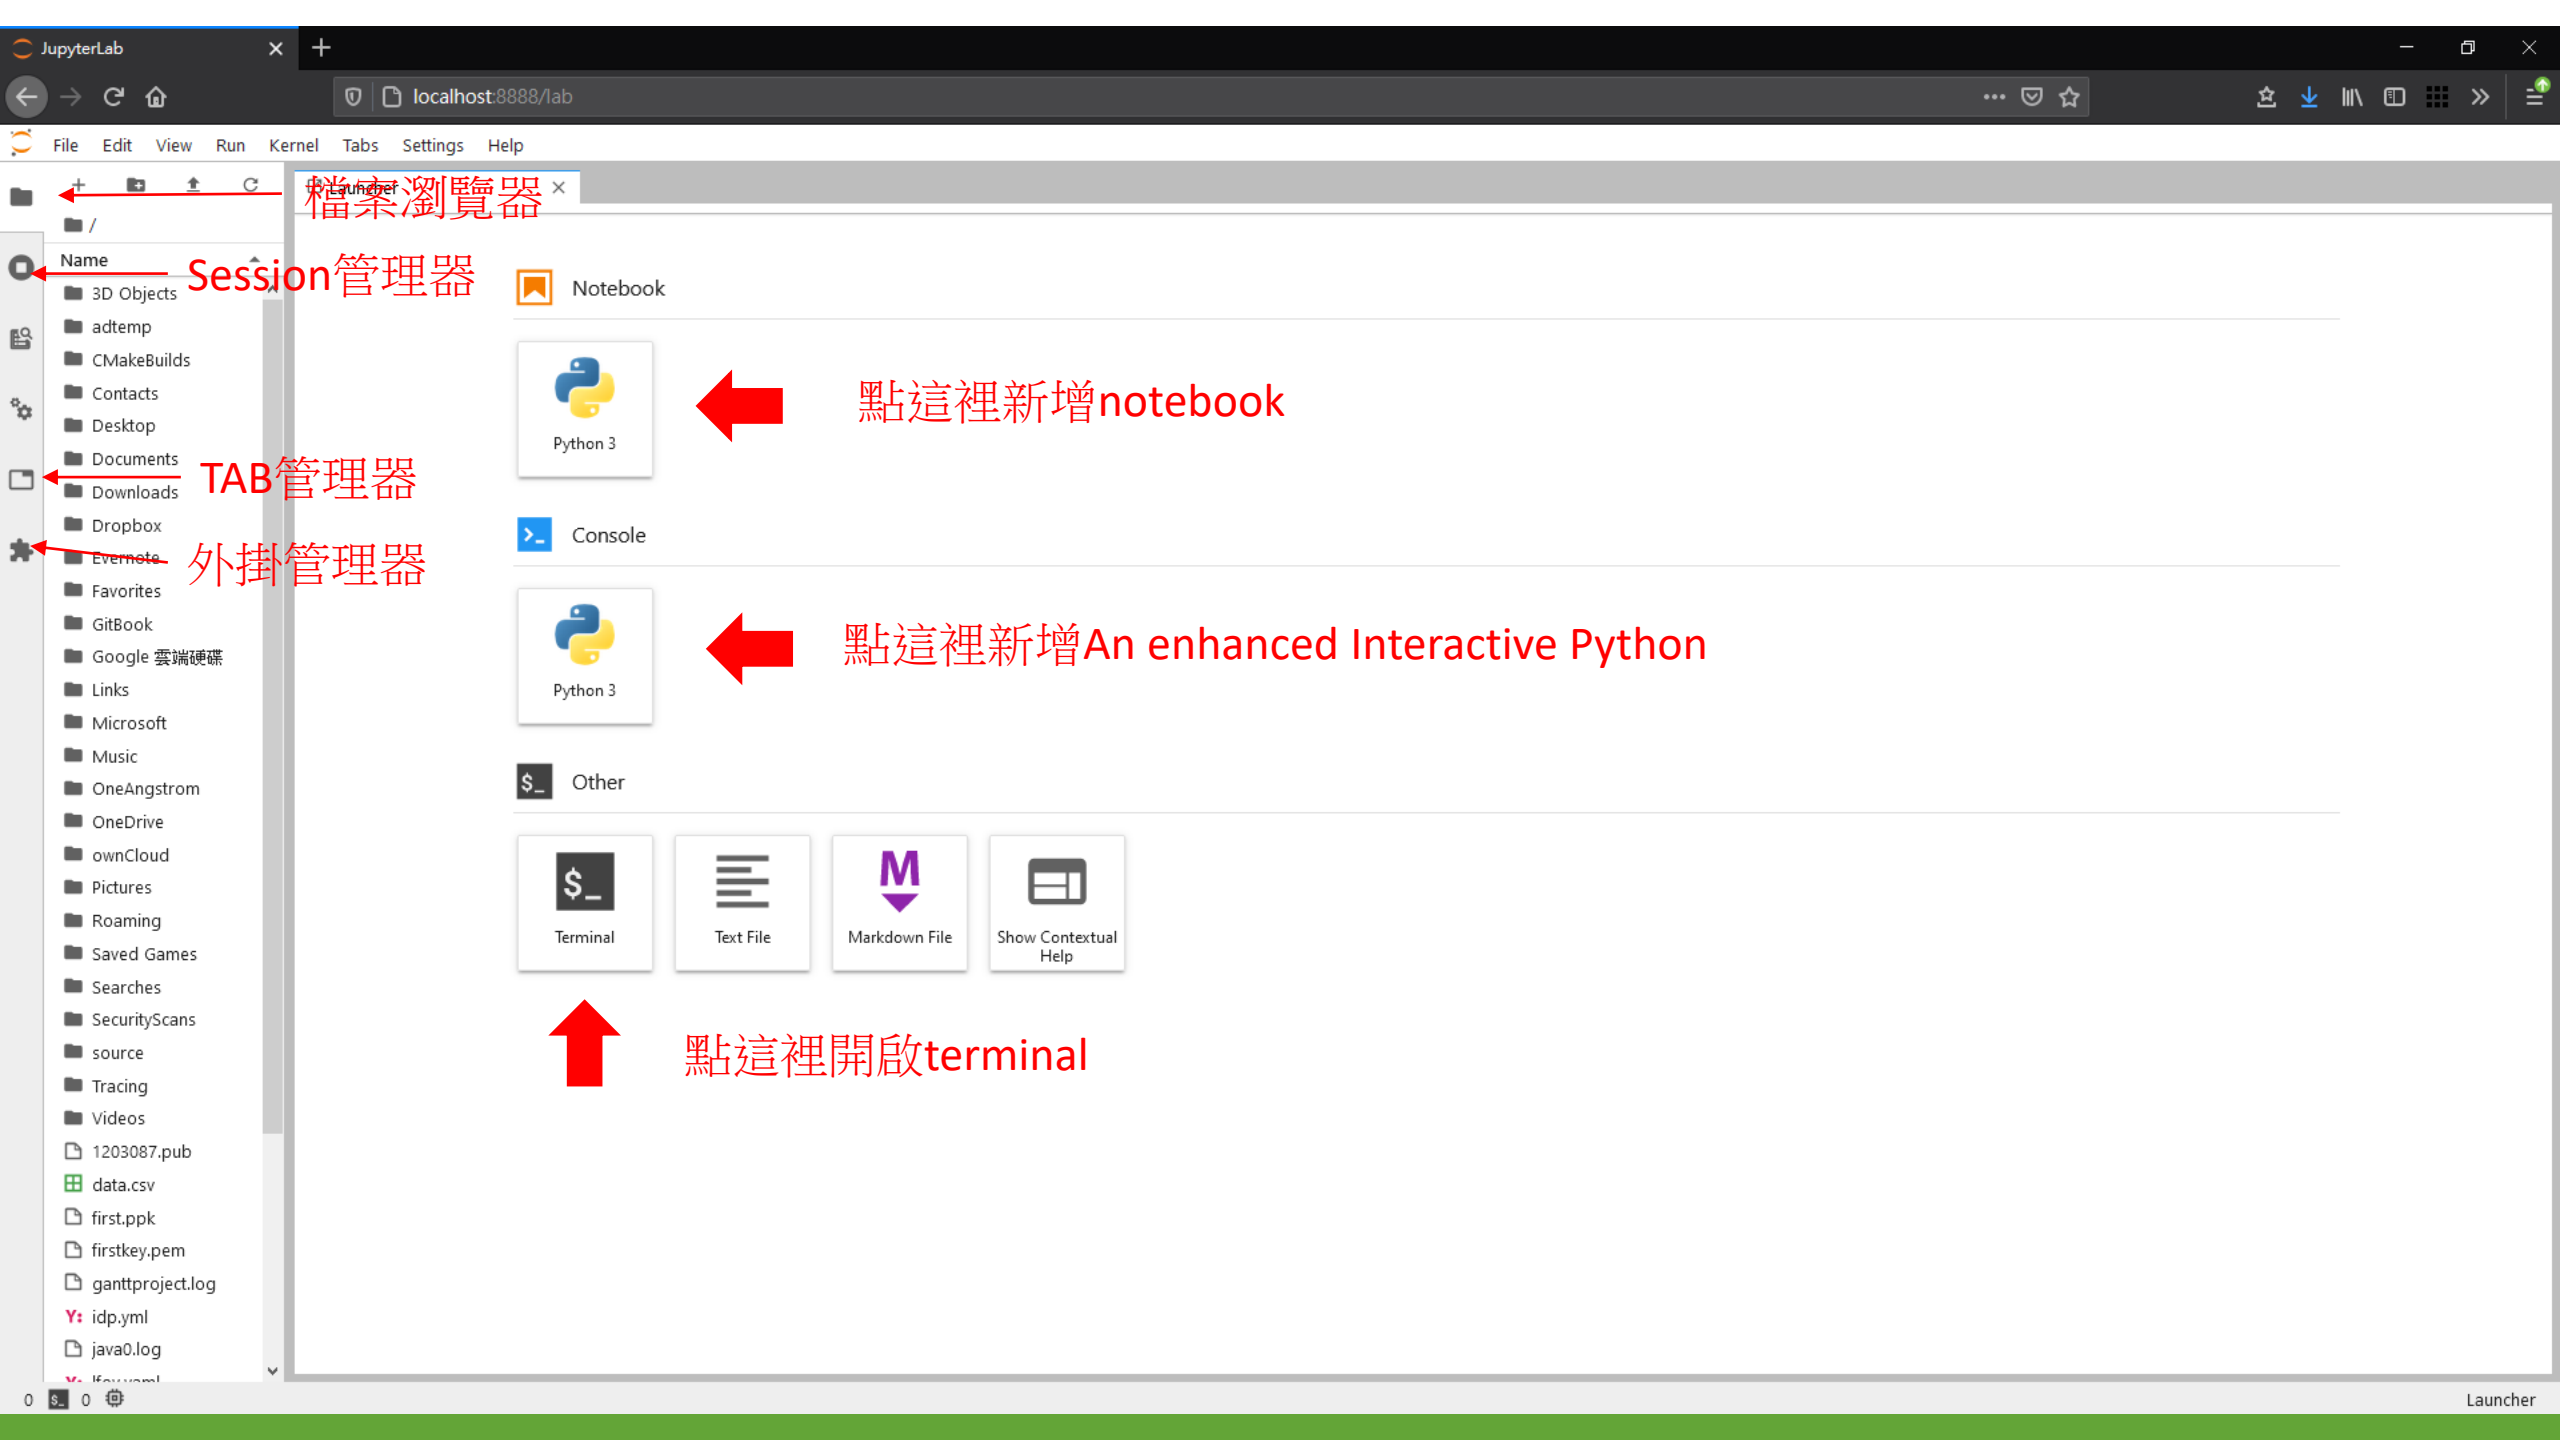 JupyterLab
localhost:8888/lab
File Edit View Run Kernel Tabs Settings Help
Launcher
檔案瀏覽器
/
Name
Session管理器
3D Objects
adtemp
CMakeBuilds
Contacts
Desktop
Documents
TAB管理器
Downloads
Dropbox
Evernote
外掛管理器
Favorites
GitBook
Google 雲端硬碟
Links
Microsoft
Music
OneAngstrom
OneDrive
ownCloud
Pictures
Roaming
Saved Games
Searches
SecurityScans
source
Tracing
Videos
1203087.pub
data.csv
first.ppk
firstkey.pem
ganttproject.log
Y: idp.yml
java0.log
Notebook
Python 3
點這裡新增notebook
>_ Console
Python 3
點這裡新增An enhanced Interactive Python
$_ Other
$_
Terminal
Text File
M
Markdown File
Show Contextual
Help
點這裡開啟terminal
0 $_ 0
Launcher